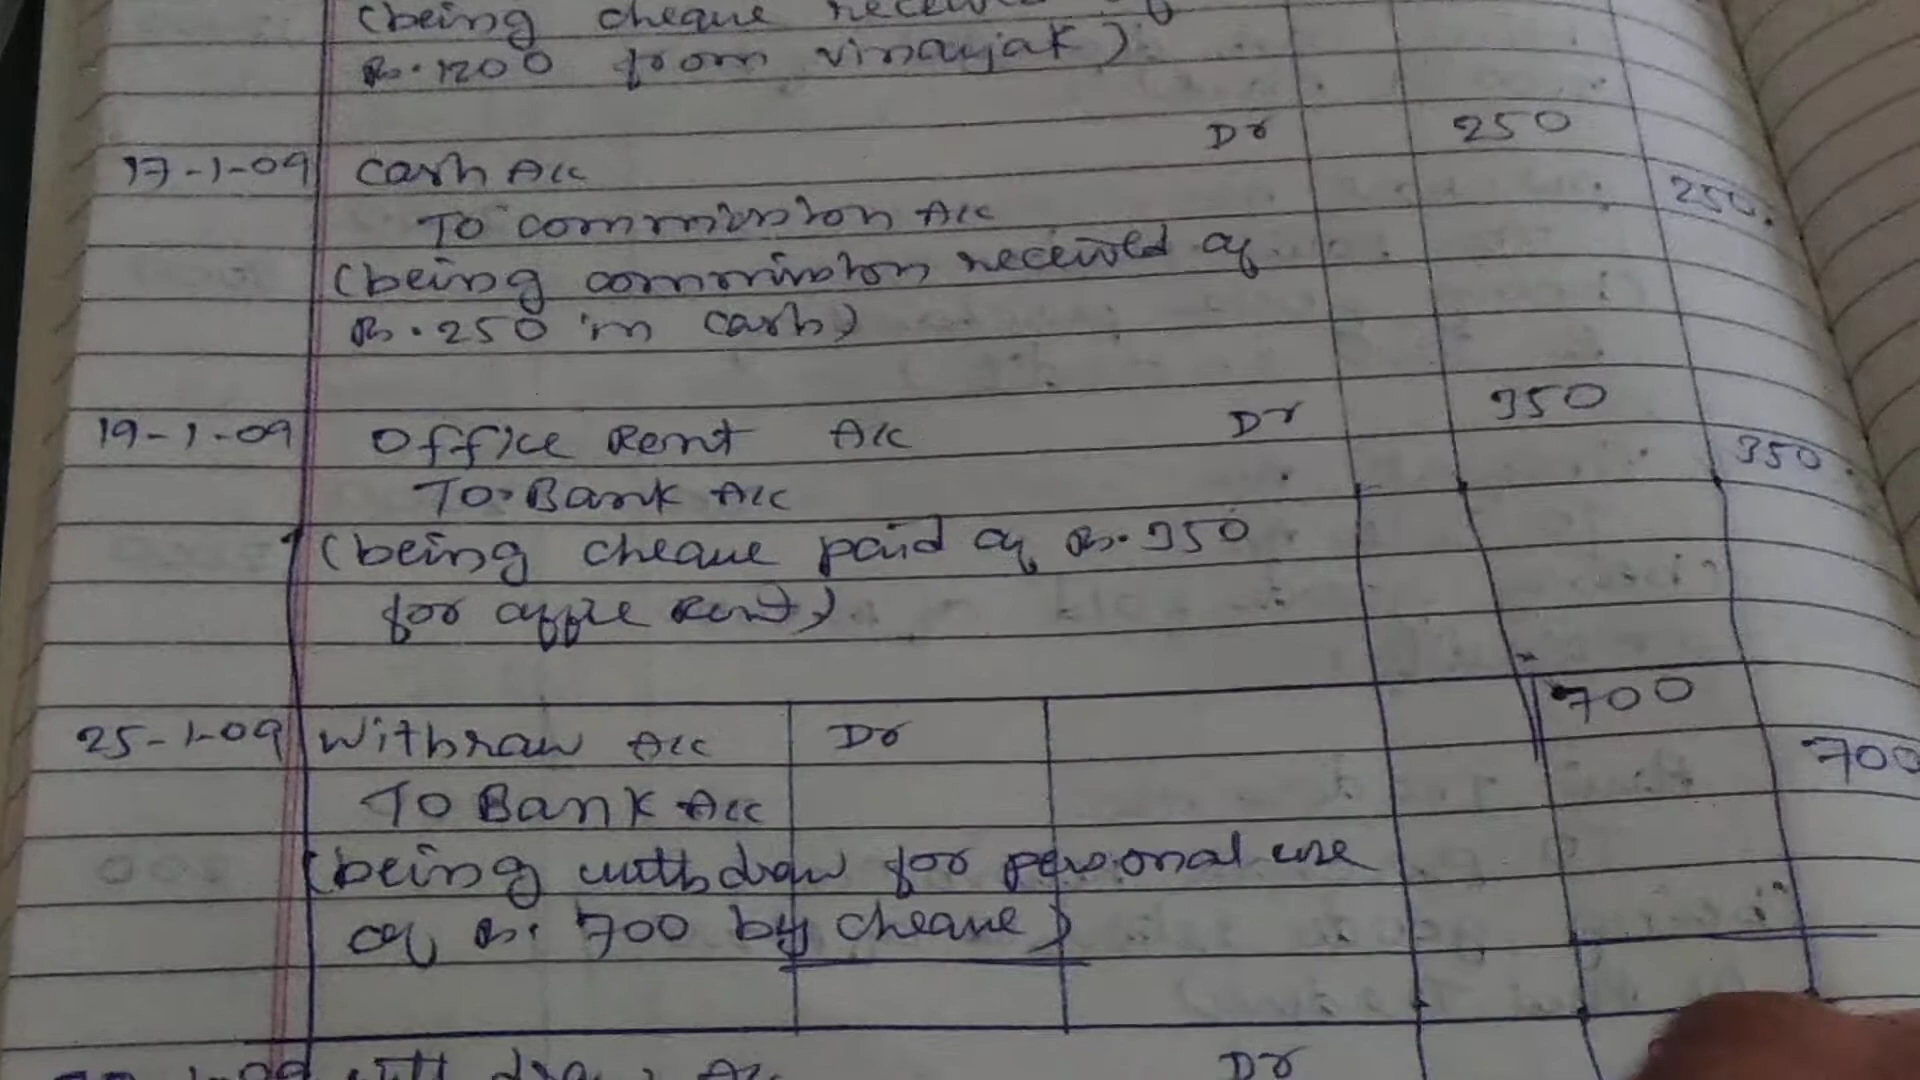 (being cheque
Rs. 1200 from vinayak)
17-1-09 Cash A/c Dr 250
To commission A/c 250.
(being commission received of
Rs. 250 in cash)
19-1-09 Office Rent A/c Dr 350
To Bank A/c 350.
(being cheque paid of Rs. 350
for office Rent)
25-1-09 Withraw A/c Dr 700
To Bank A/c 700
(being withdraw for personal use
of Rs. 700 by cheque)
A/c Dr